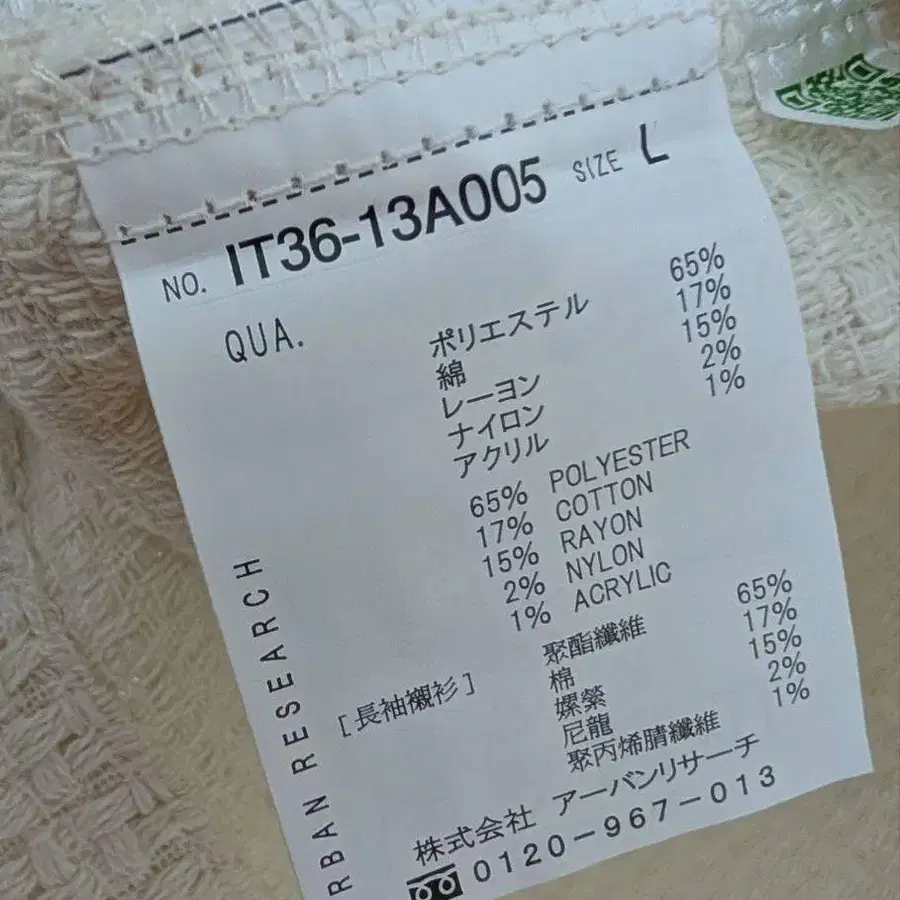 NO. IT36-13A005 SIZE L
QUA.
ポリエステル 65%
綿 17%
レーヨン 15%
ナイロン 2%
アクリル 1%
65% POLYESTER
17% COTTON
15% RAYON
2% NYLON
1% ACRYLIC
[長袖襯衫]
聚酯纖維 65%
棉 17%
嫘縈 15%
尼龍 2%
聚丙烯腈纖維 1%
株式会社 アーバンリサーチ
0120-967-013
RBAN RESEARCH